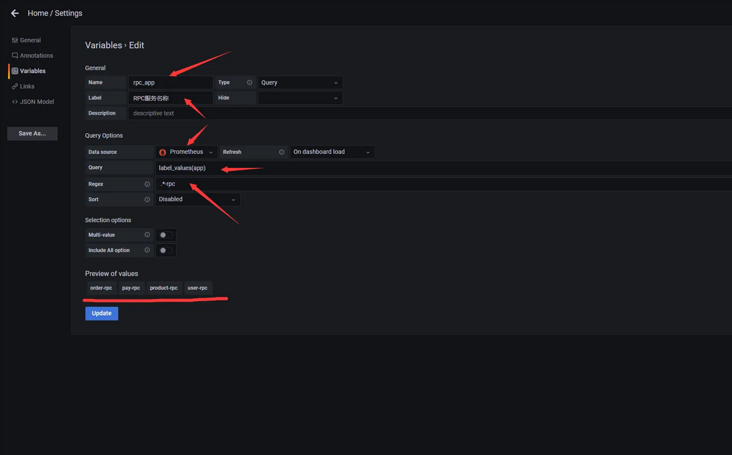 Home / Settings
General
Annotations
Variables
Links
JSON Model
Save As...
Variables › Edit
General
Name rpc_app Type Query
Label RPC服务名称 Hide
Description descriptive text
Query Options
Data source Prometheus Refresh On dashboard load
Query label_values(app)
Regex .*-rpc
Sort Disabled
Selection options
Multi-value
Include All option
Preview of values
order-rpc pay-rpc product-rpc user-rpc
Update